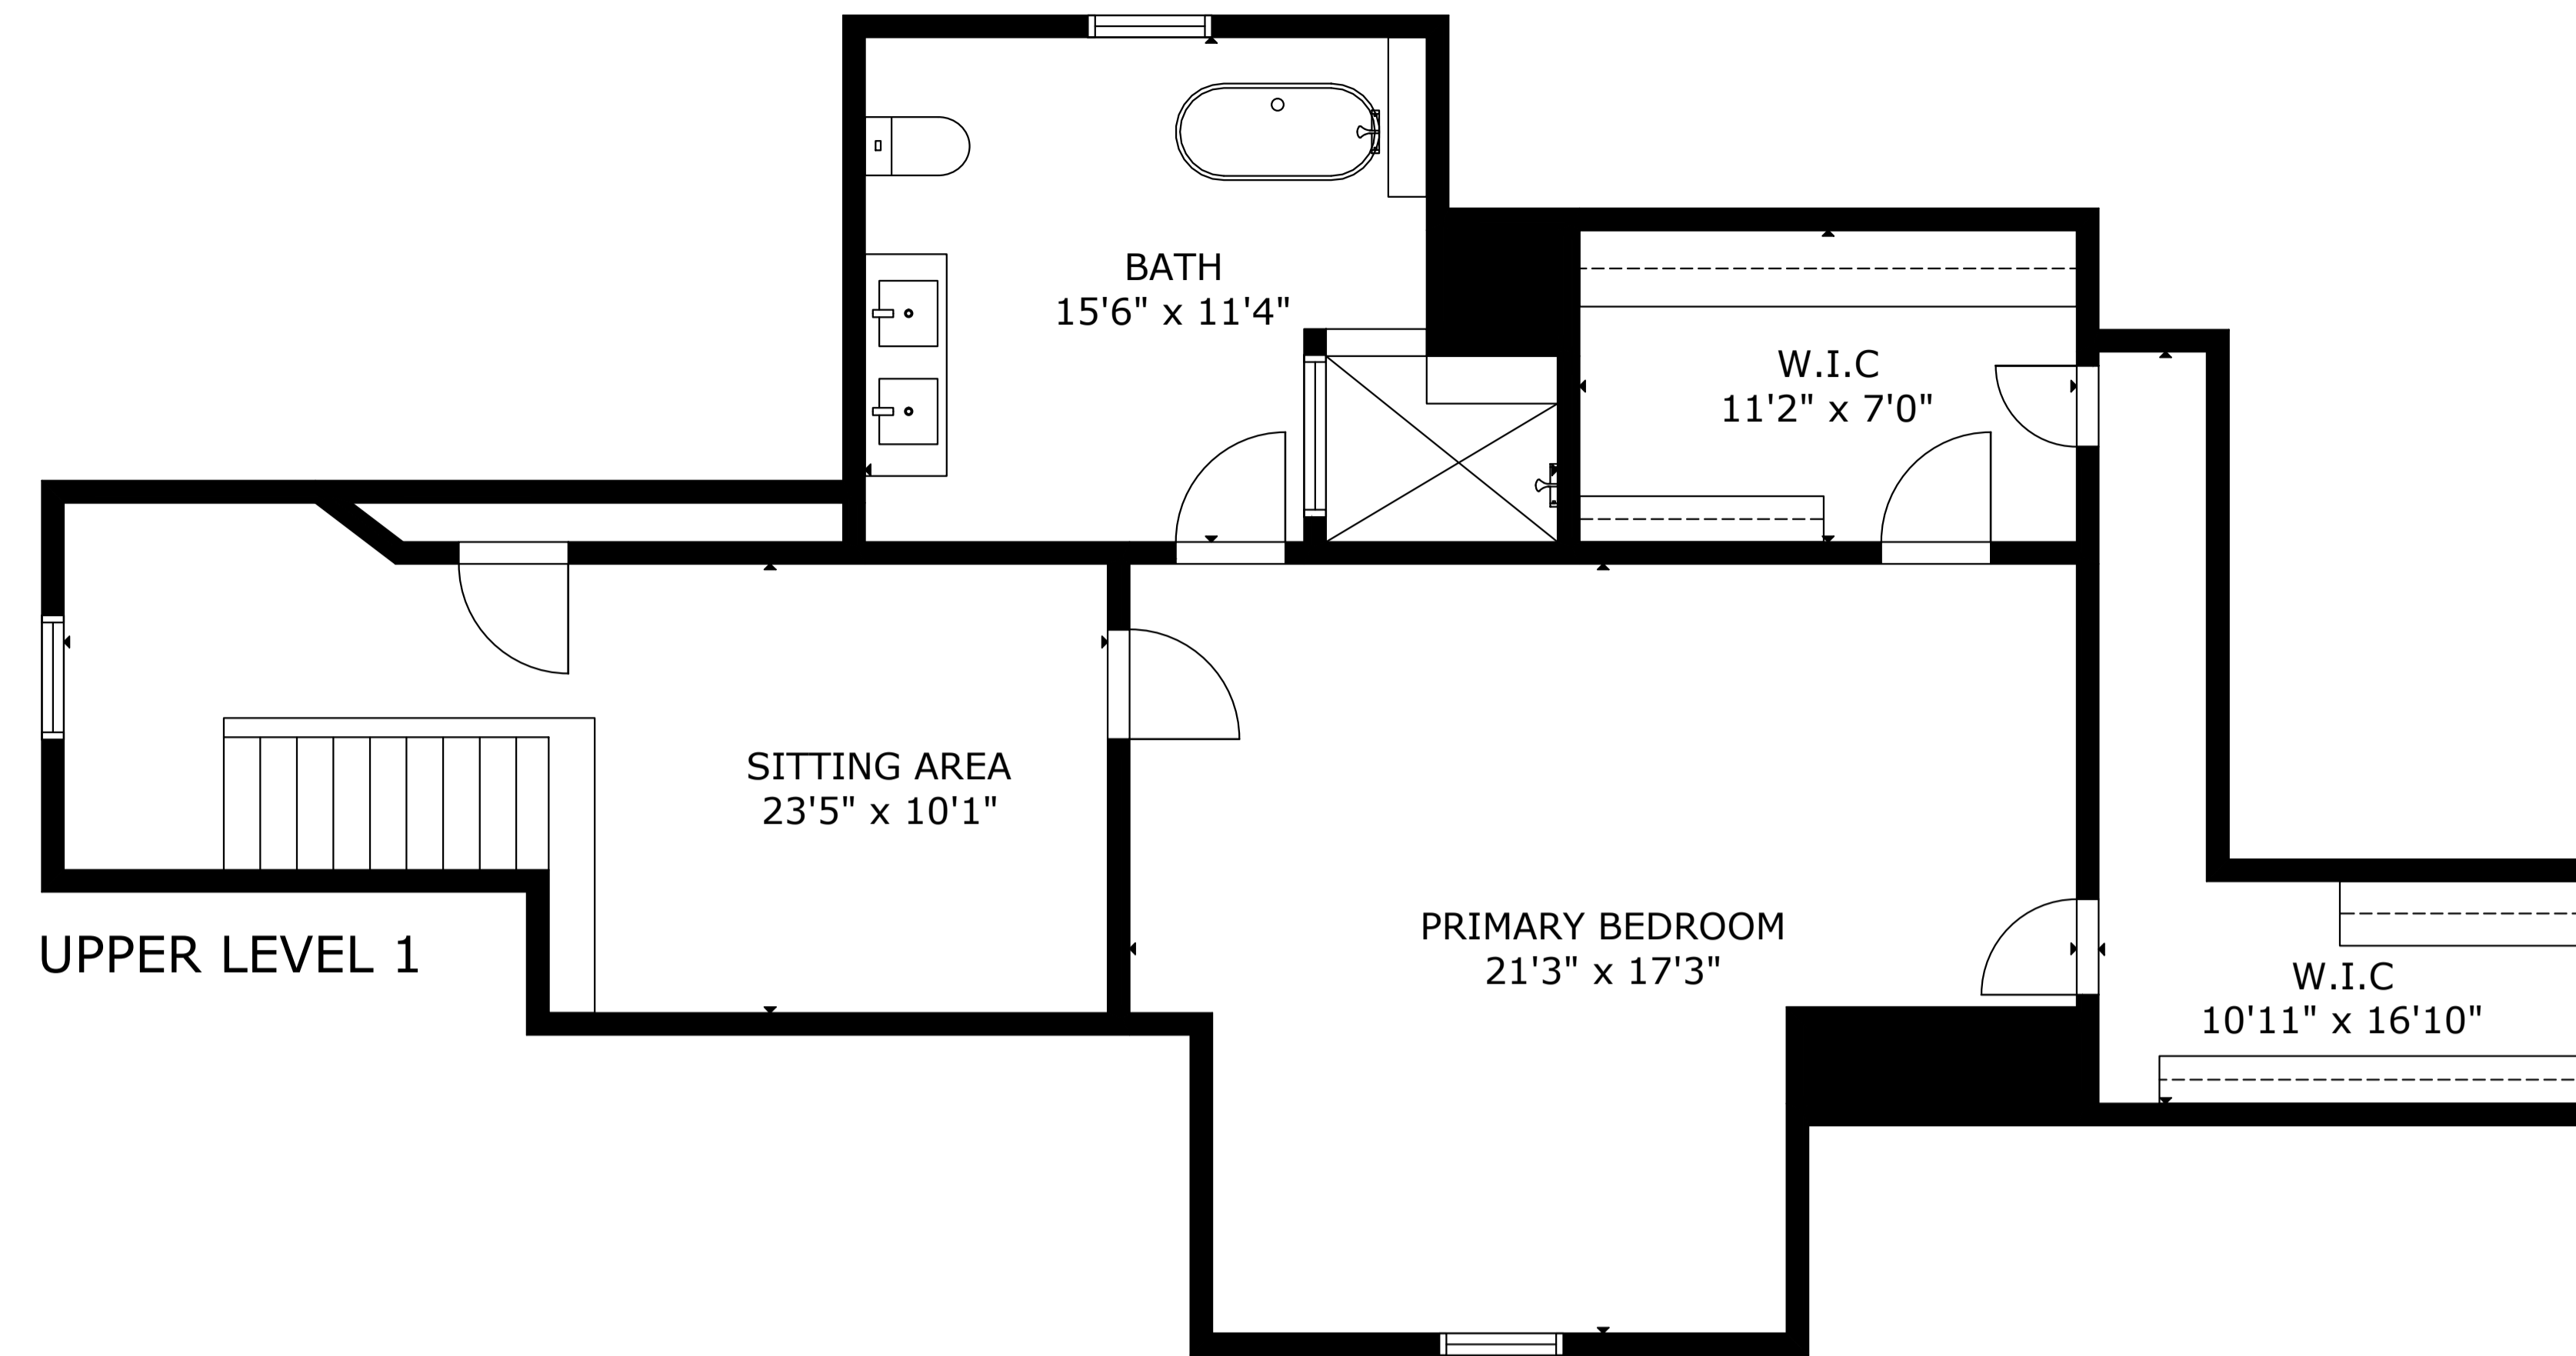 BATH
15'6" x 11'4"
W.I.C
11'2" x 7'0"
SITTING AREA
23'5" x 10'1"
PRIMARY BEDROOM
21'3" x 17'3"
UPPER LEVEL 1
W.I.C
10'11" x 16'10"